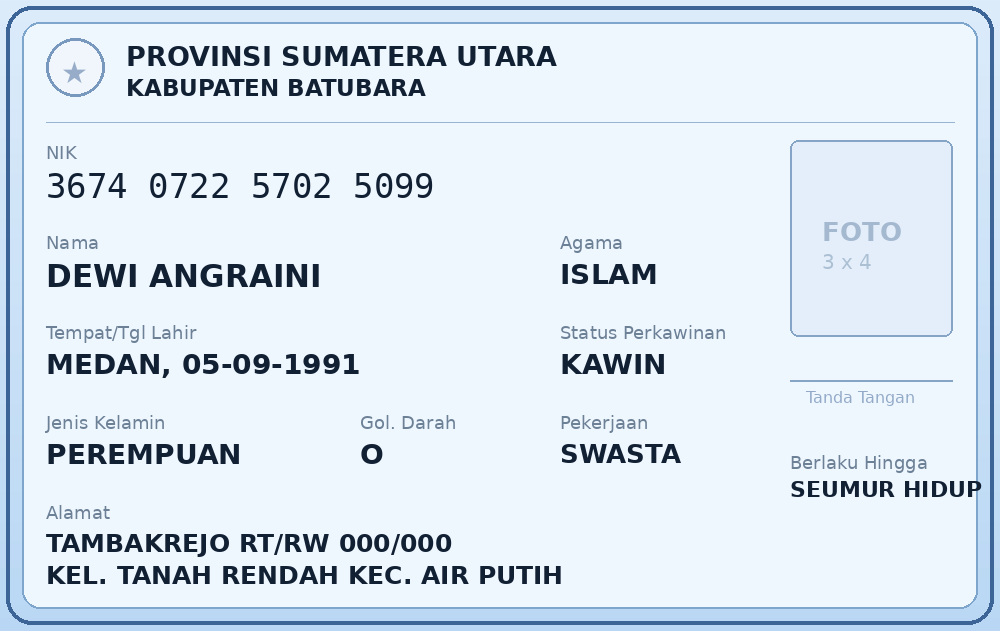 PROVINSI SUMATERA UTARA
KABUPATEN BATUBARA
NIK
3674 0722 5702 5099
Nama
DEWI ANGRAINI
Agama
ISLAM
Tempat/Tgl Lahir
MEDAN, 05-09-1991
Status Perkawinan
KAWIN
Jenis Kelamin
PEREMPUAN
Gol. Darah
O
Pekerjaan
SWASTA
Alamat
TAMBAKREJO RT/RW 000/000
KEL. TANAH RENDAH KEC. AIR PUTIH
FOTO
3 x 4
Tanda Tangan
Berlaku Hingga
SEUMUR HIDUP